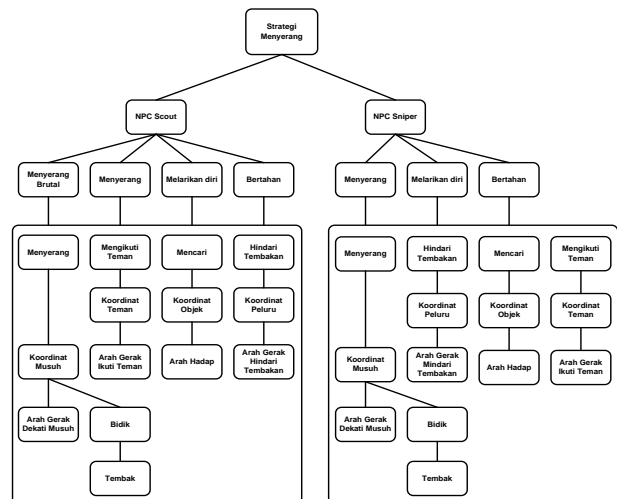 Strategi
Menyerang
NPC Scout
NPC Sniper
Menyerang
Brutal
Menyerang
Melarikan diri
Bertahan
Menyerang
Melarikan diri
Bertahan
Menyerang
Mengikuti
Teman
Mencari
Hindari
Tembakan
Koordinat
Teman
Koordinat
Objek
Koordinat
Peluru
Koordinat
Musuh
Arah Gerak
Ikuti Teman
Arah Hadap
Arah Gerak
Hindari
Tembakan
Arah Gerak
Dekati Musuh
Bidik
Tembak
Menyerang
Hindari
Tembakan
Mencari
Mengikuti
Teman
Koordinat
Peluru
Koordinat
Objek
Koordinat
Teman
Koordinat
Musuh
Arah Gerak
Mindari
Tembakan
Arah Hadap
Arah Gerak
Ikuti Teman
Arah Gerak
Dekati Musuh
Bidik
Tembak